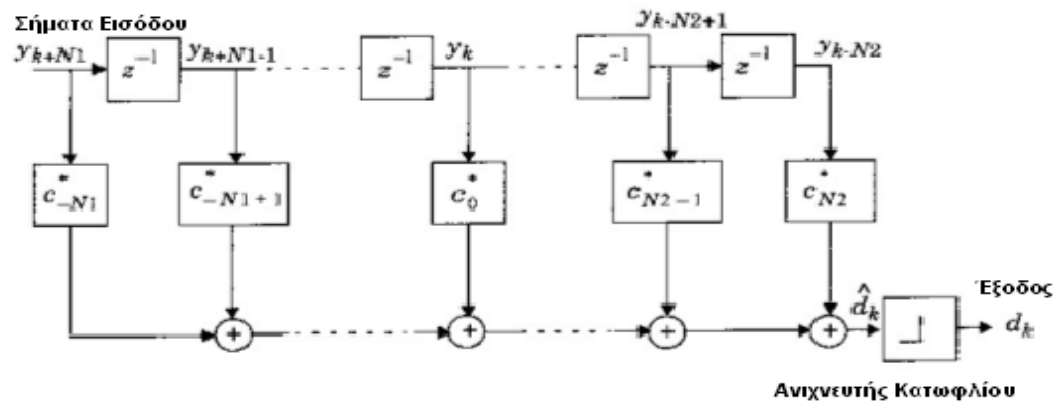 Σήματα Εισόδου
y_{k+N1} z^{-1} y_{k+N1-1} z^{-1} y_k z^{-1} y_{k-N2+1} z^{-1} y_{k-N2}
c^*_{-N1} c^*_{-N1+1} c^*_0 c^*_{N2-1} c^*_{N2}
+ + + + \hat{d}_k Έξοδος d_k
Ανιχνευτής Κατωφλίου